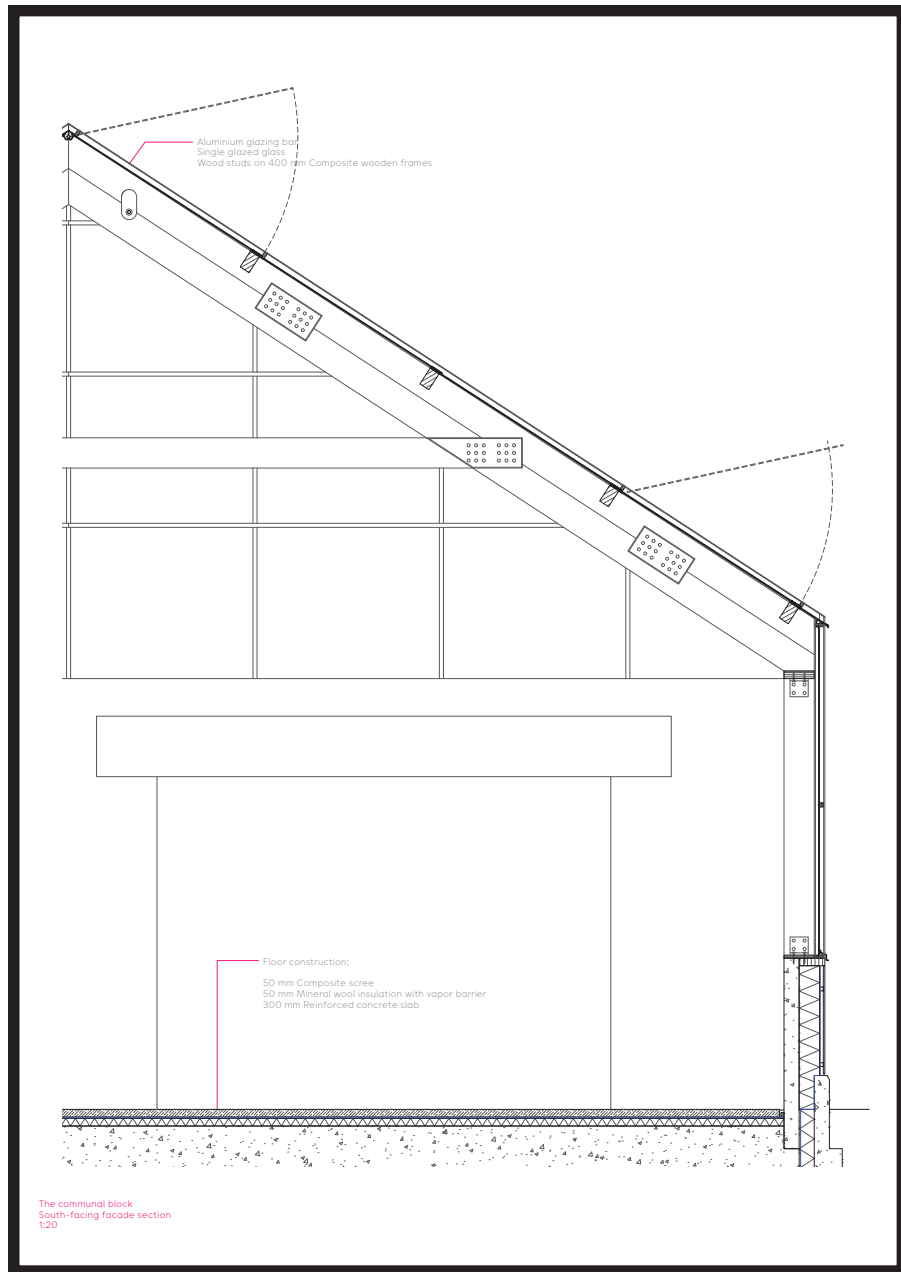 Aluminium glazing bar
Single glazed glass
Wood studs on 400 mm Composite wooden frames
Floor construction:
50 mm Composite scree
50 mm Mineral wool insulation with vapor barrier
300 mm Reinforced concrete slab
The communal block
South-facing facade section
1:20